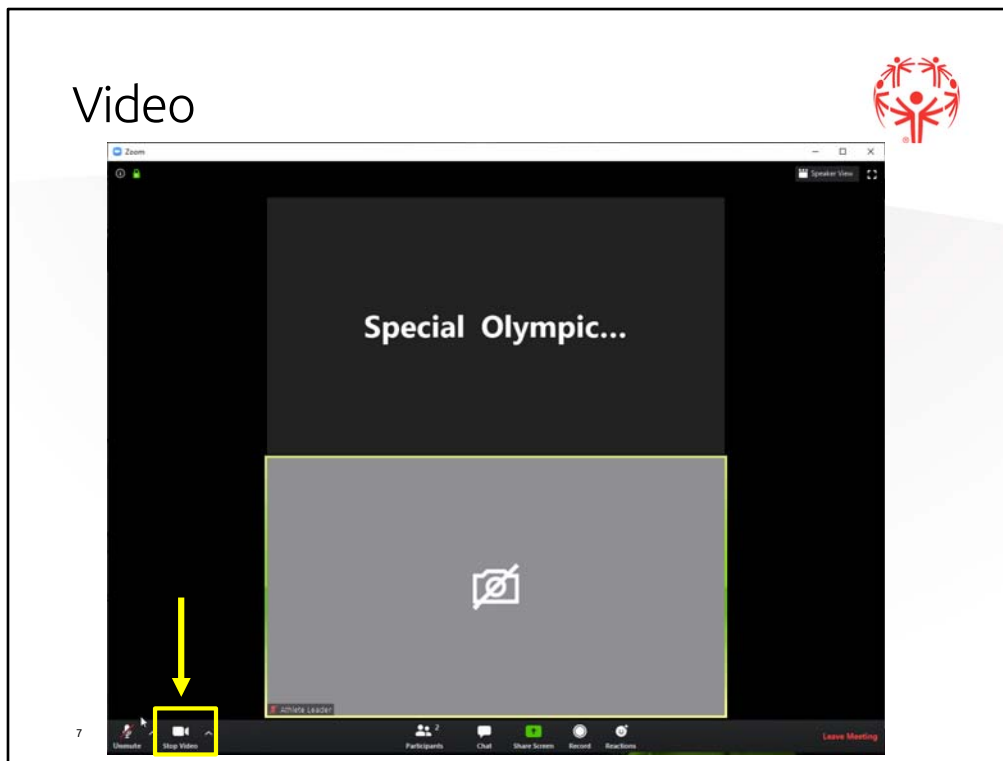 Video
Zoom
Speaker View
Special Olympic...
Athlete Leader
7
Unmute
Stop Video
Participants
2
Chat
Share Screen
Record
Reactions
Leave Meeting